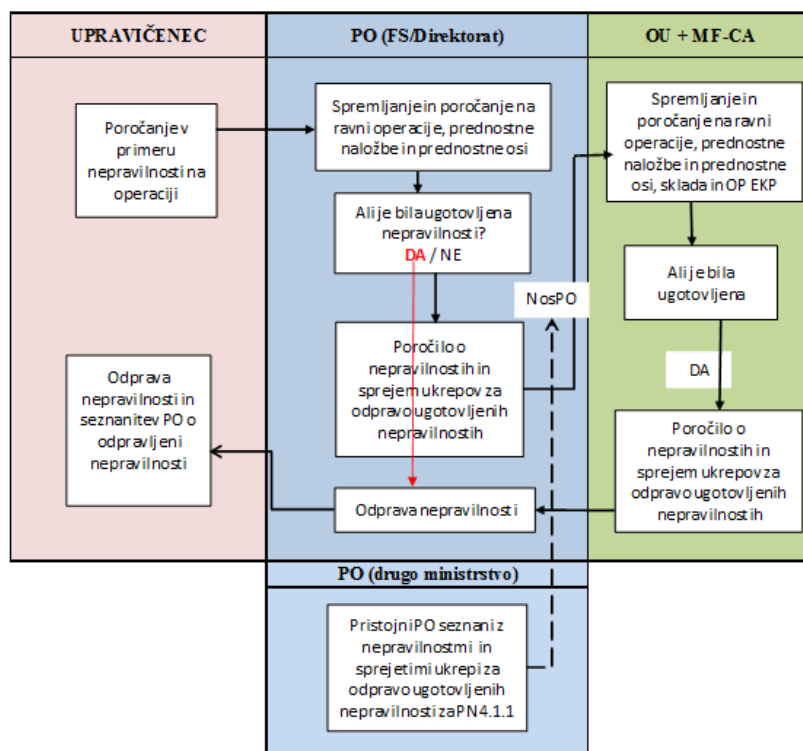 UPRAVIČENEC
PO (FS/Direktorat)
OU + MF-CA
Poročanje v
primeru
nepravilnosti na
operaciji
Spremljanje in poročanje na
ravni operacije, prednostne
naložbe in prednostne osi
Spremljanje in
poročanje na ravni
operacije, prednostne
naložbe in prednostne
osi, sklada in OP EKP
Ali je bila ugotovljena
nepravilnosti?
DA / NE
Ali je bila
ugotovljena
NosPO
DA
Poročilo o
nepravilnostih in
sprejem ukrepov za
odpravo ugotovljenih
nepravilnostih
Odprava
nepravilnosti in
seznanitev PO o
odpravljeni
nepravilnosti
Poročilo o
nepravilnostih in
sprejem ukrepov za
odpravo ugotovljenih
nepravilnostih
Odprava nepravilnosti
PO (drugo ministrstvo)
Pristojni PO seznani z
nepravilnostmi in
sprejetimi ukrepi za
odpravo ugotovljenih
nepravilnosti za PN 4.1.1